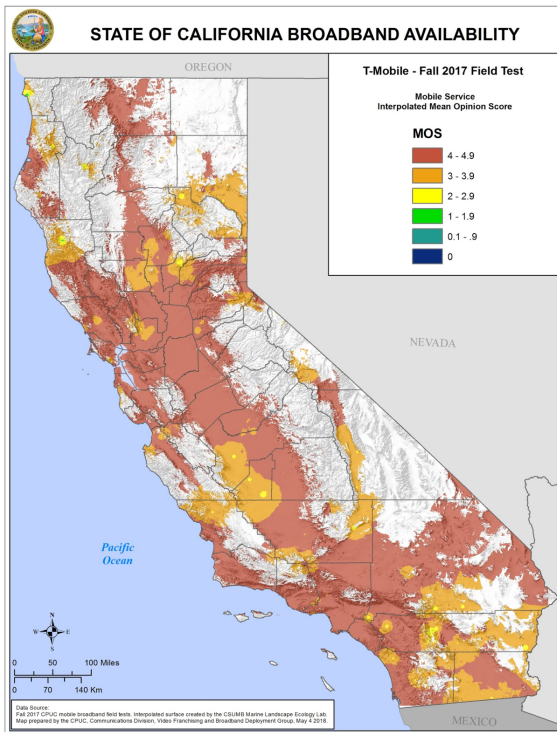 STATE OF CALIFORNIA BROADBAND AVAILABILITY
OREGON
T-Mobile - Fall 2017 Field Test
Mobile Service
Interpolated Mean Opinion Score
MOS
4 - 4.9
3 - 3.9
2 - 2.9
1 - 1.9
0.1 - .9
0
NEVADA
Pacific
Ocean
N
W
E
S
0 50 100 Miles
0 70 140 Km
Data Source:
Fall 2017 CPUC mobile broadband field tests. Interpolated surface created by the CSUMB Marine Landscape Ecology Lab.
Map prepared by the CPUC, Communications Division, Video Franchising and Broadband Deployment Group, May 4 2018.
MEXICO